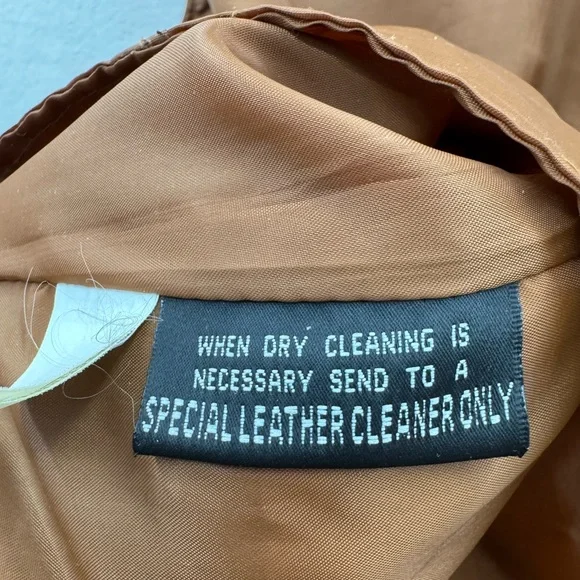 WHEN DRY CLEANING IS
NECESSARY SEND TO A
SPECIAL LEATHER CLEANER ONLY